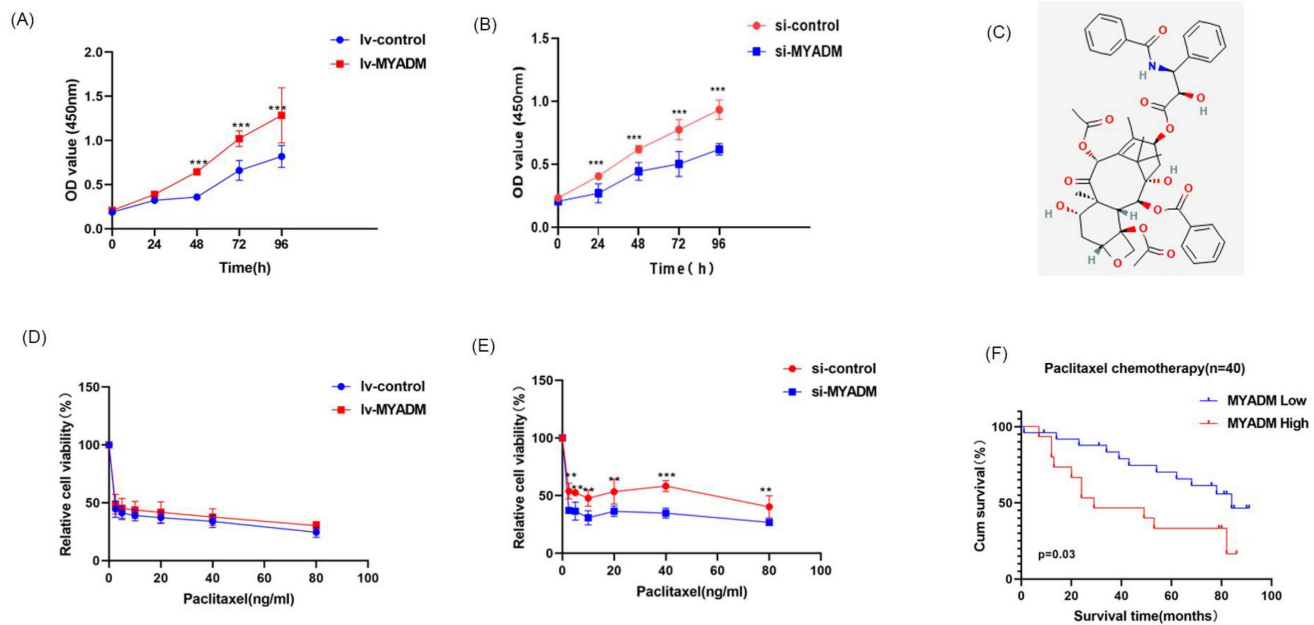 (A)
lv-control
lv-MYADM
OD value (450nm)
2.0
1.5
1.0
0.5
0.0
***
***
***
0 24 48 72 96
Time(h)
(B)
si-control
si-MYADM
OD value (450nm)
1.5
1.0
0.5
0.0
***
***
***
***
0 24 48 72 96
Time(h)
(C)
O
N
H
O
H
O
O
O
O
O
O
H
O
H
O
H
O
O
O
O
H
O
(D)
lv-control
lv-MYADM
Relative cell viability(%)
150
100
50
0
0 20 40 60 80 100
Paclitaxel(ng/ml)
(E)
si-control
si-MYADM
Relative cell viability(%)
150
100
50
0
**
**
**
**
***
**
0 20 40 60 80 100
Paclitaxel(ng/ml)
(F)
Paclitaxel chemotherapy(n=40)
MYADM Low
MYADM High
Cum survival(%)
100
80
60
40
20
0
p=0.03
0 20 40 60 80 100
Survival time(months)